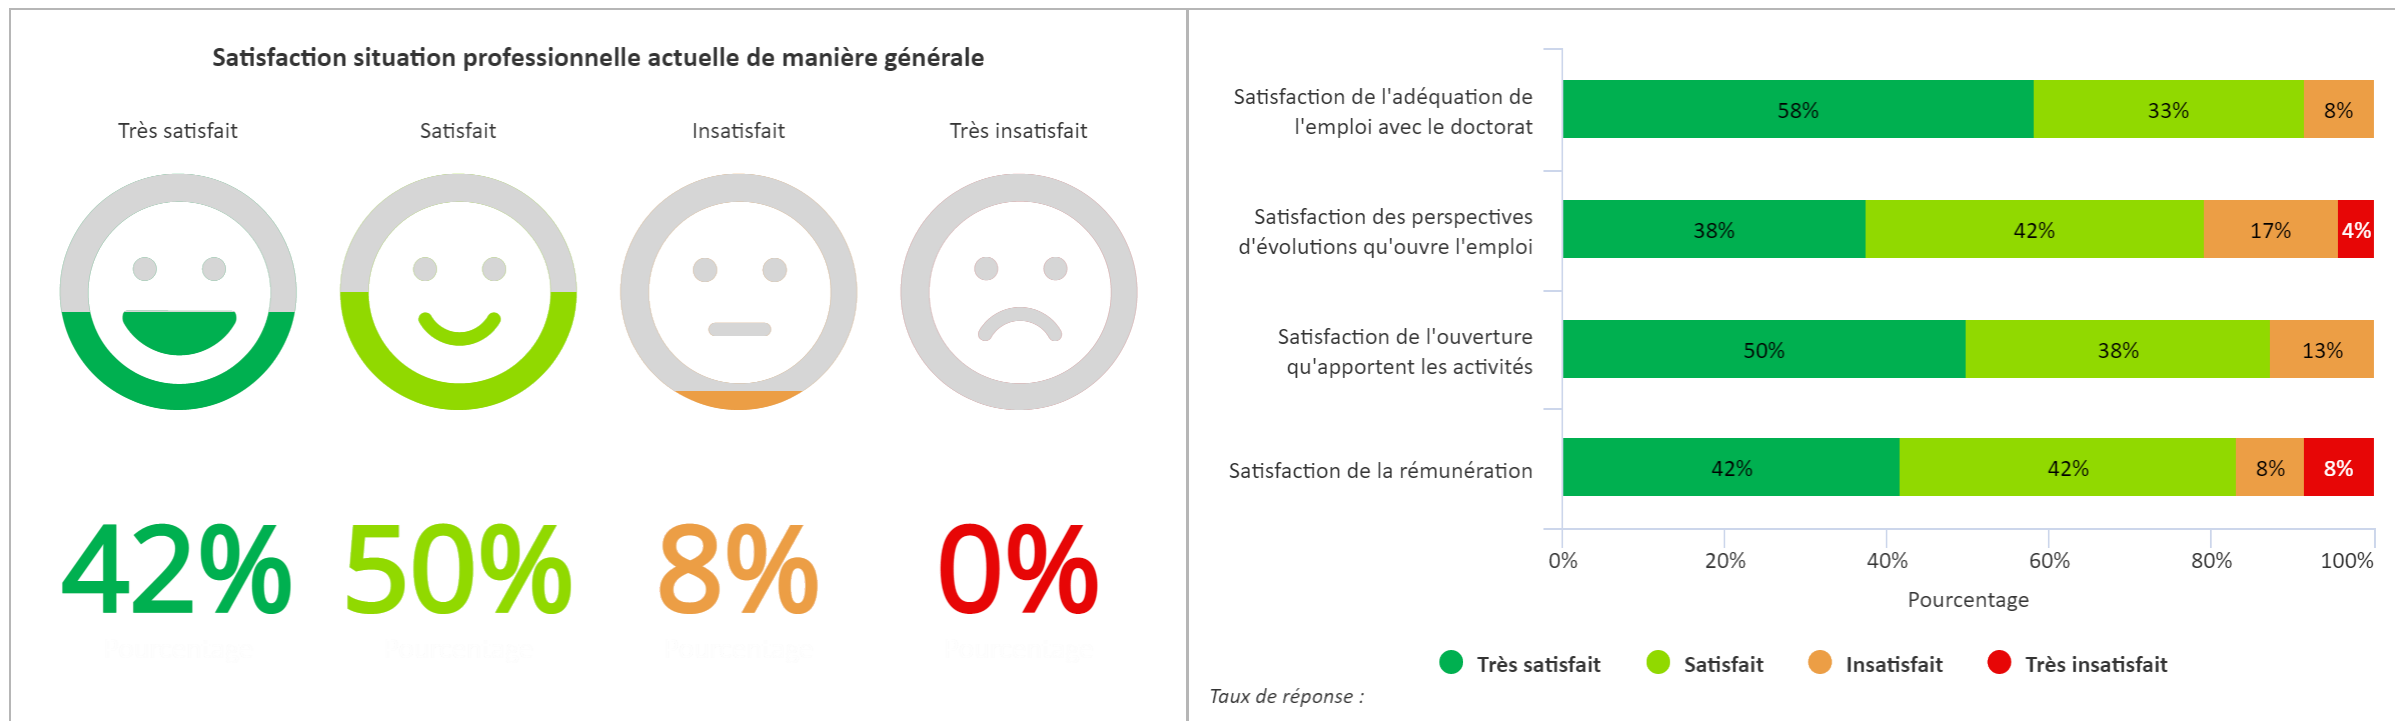 Satisfaction situation professionnelle actuelle de manière générale
Très satisfait
Satisfait
Insatisfait
Très insatisfait
42%
50%
8%
0%
Satisfaction de l'adéquation de
l'emploi avec le doctorat
58%
33%
8%
Satisfaction des perspectives
d'évolutions qu'ouvre l'emploi
38%
42%
17%
4%
Satisfaction de l'ouverture
qu'apportent les activités
50%
38%
13%
Satisfaction de la rémunération
42%
42%
8%
8%
0%
20%
40%
60%
80%
100%
Pourcentage
Très satisfait
Satisfait
Insatisfait
Très insatisfait
Taux de réponse :